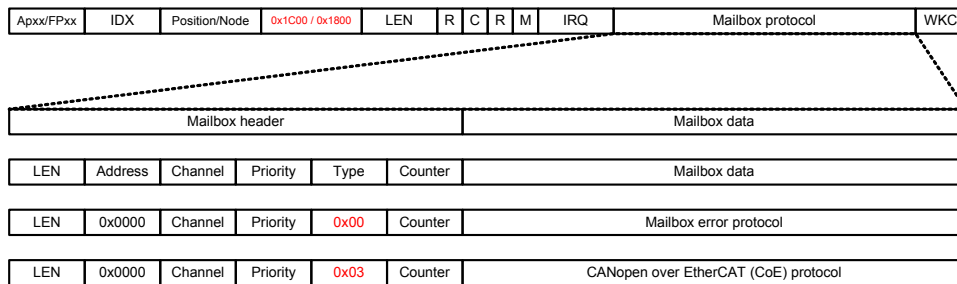 Apxx/FPxx IDX Position/Node 0x1C00 / 0x1800 LEN R C R M IRQ Mailbox protocol WKC
Mailbox header Mailbox data
LEN Address Channel Priority Type Counter Mailbox data
LEN 0x0000 Channel Priority 0x00 Counter Mailbox error protocol
LEN 0x0000 Channel Priority 0x03 Counter CANopen over EtherCAT (CoE) protocol